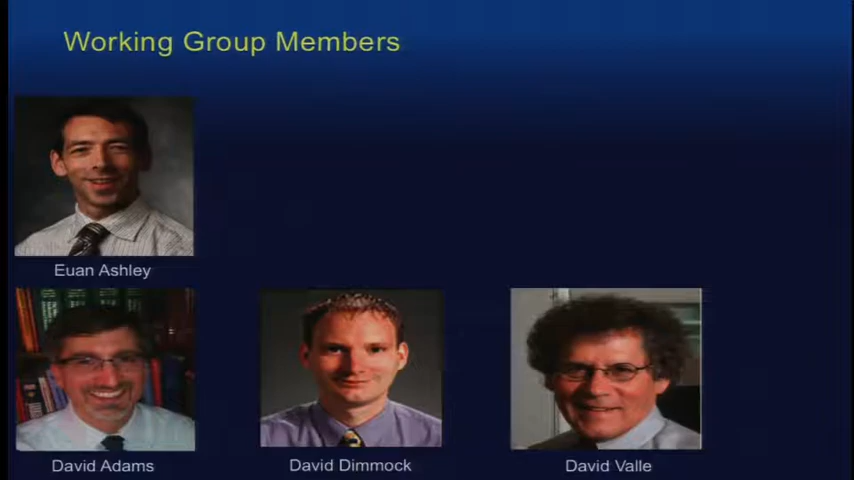 Working Group Members
Euan Ashley
David Adams
David Dimmock
David Valle